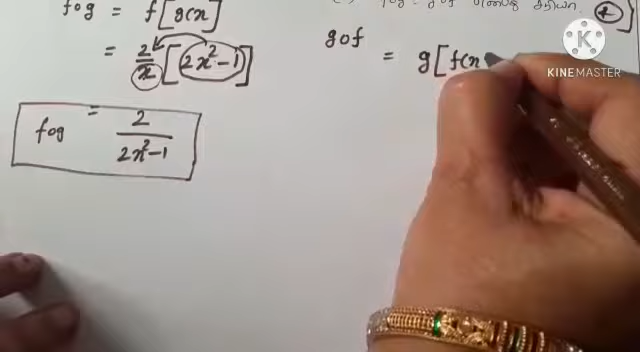 fog = f[g(x)]
= 2/x [2x²-1]
fog = 2/(2x²-1)
gof
= g[f(x
KINEMASTER